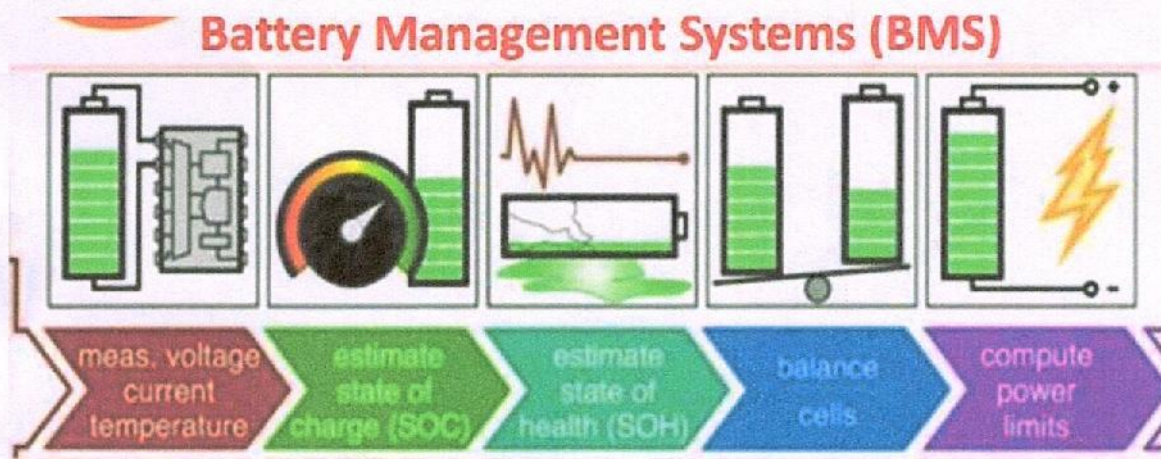 Battery Management Systems (BMS)
+
-
meas. voltage
current
temperature
estimate
state of
charge (SOC)
estimate
state of
health (SOH)
balance
cells
compute
power
limits